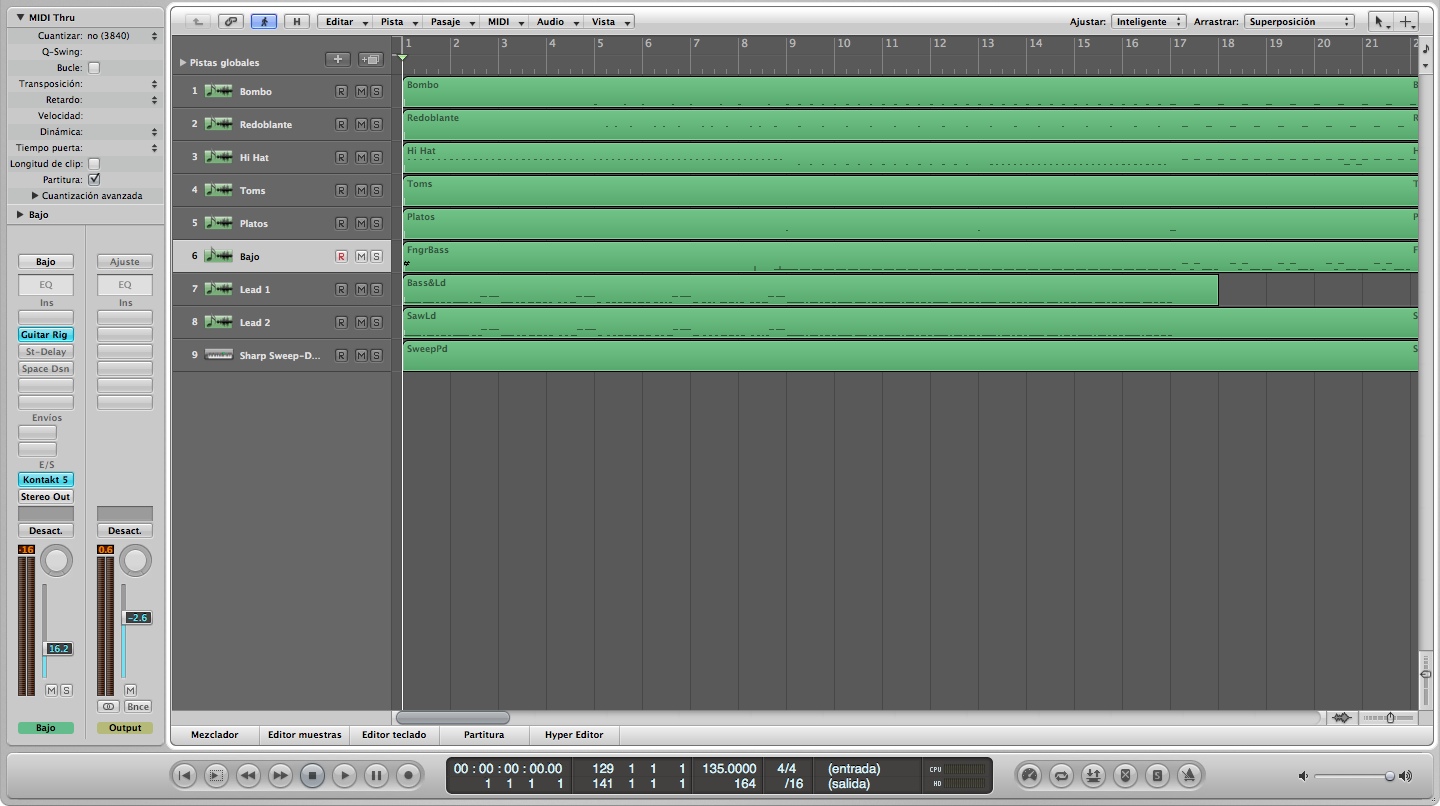 MIDI Thru
Cuantizar: no (3840)
Q-Swing:
Bucle:
Transposición:
Retardo:
Velocidad:
Dinámica:
Tiempo puerta:
Longitud de clip:
Partitura:
Cuantización avanzada
Bajo
Bajo Ajuste
EQ EQ
Ins Ins
Guitar Rig
St-Delay
Space Dsn
Envíos
E/S
Kontakt 5
Stereo Out
Desact. Desact.
-16 0.6
-2.6
16.2
M S M
Bnce
Bajo Output
H Editar Pista Pasaje MIDI Audio Vista Ajustar: Inteligente Arrastrar: Superposición
1 2 3 4 5 6 7 8 9 10 11 12 13 14 15 16 17 18 19 20 21 2
Pistas globales
1 Bombo R M S Bombo B
2 Redoblante R M S Redoblante R
3 Hi Hat R M S Hi Hat H
4 Toms R M S Toms T
5 Platos R M S Platos P
6 Bajo R M S FngrBass F
7 Lead 1 R M S Bass&Ld
8 Lead 2 R M S SawLd S
9 Sharp Sweep-D... R M S SweepPd S
Mezclador Editor muestras Editor teclado Partitura Hyper Editor
00 : 00 : 00 : 00.00 129 1 1 1 135.0000 4/4 (entrada) CPU
1 1 1 1 141 1 1 1 164 /16 (salida) HD
S